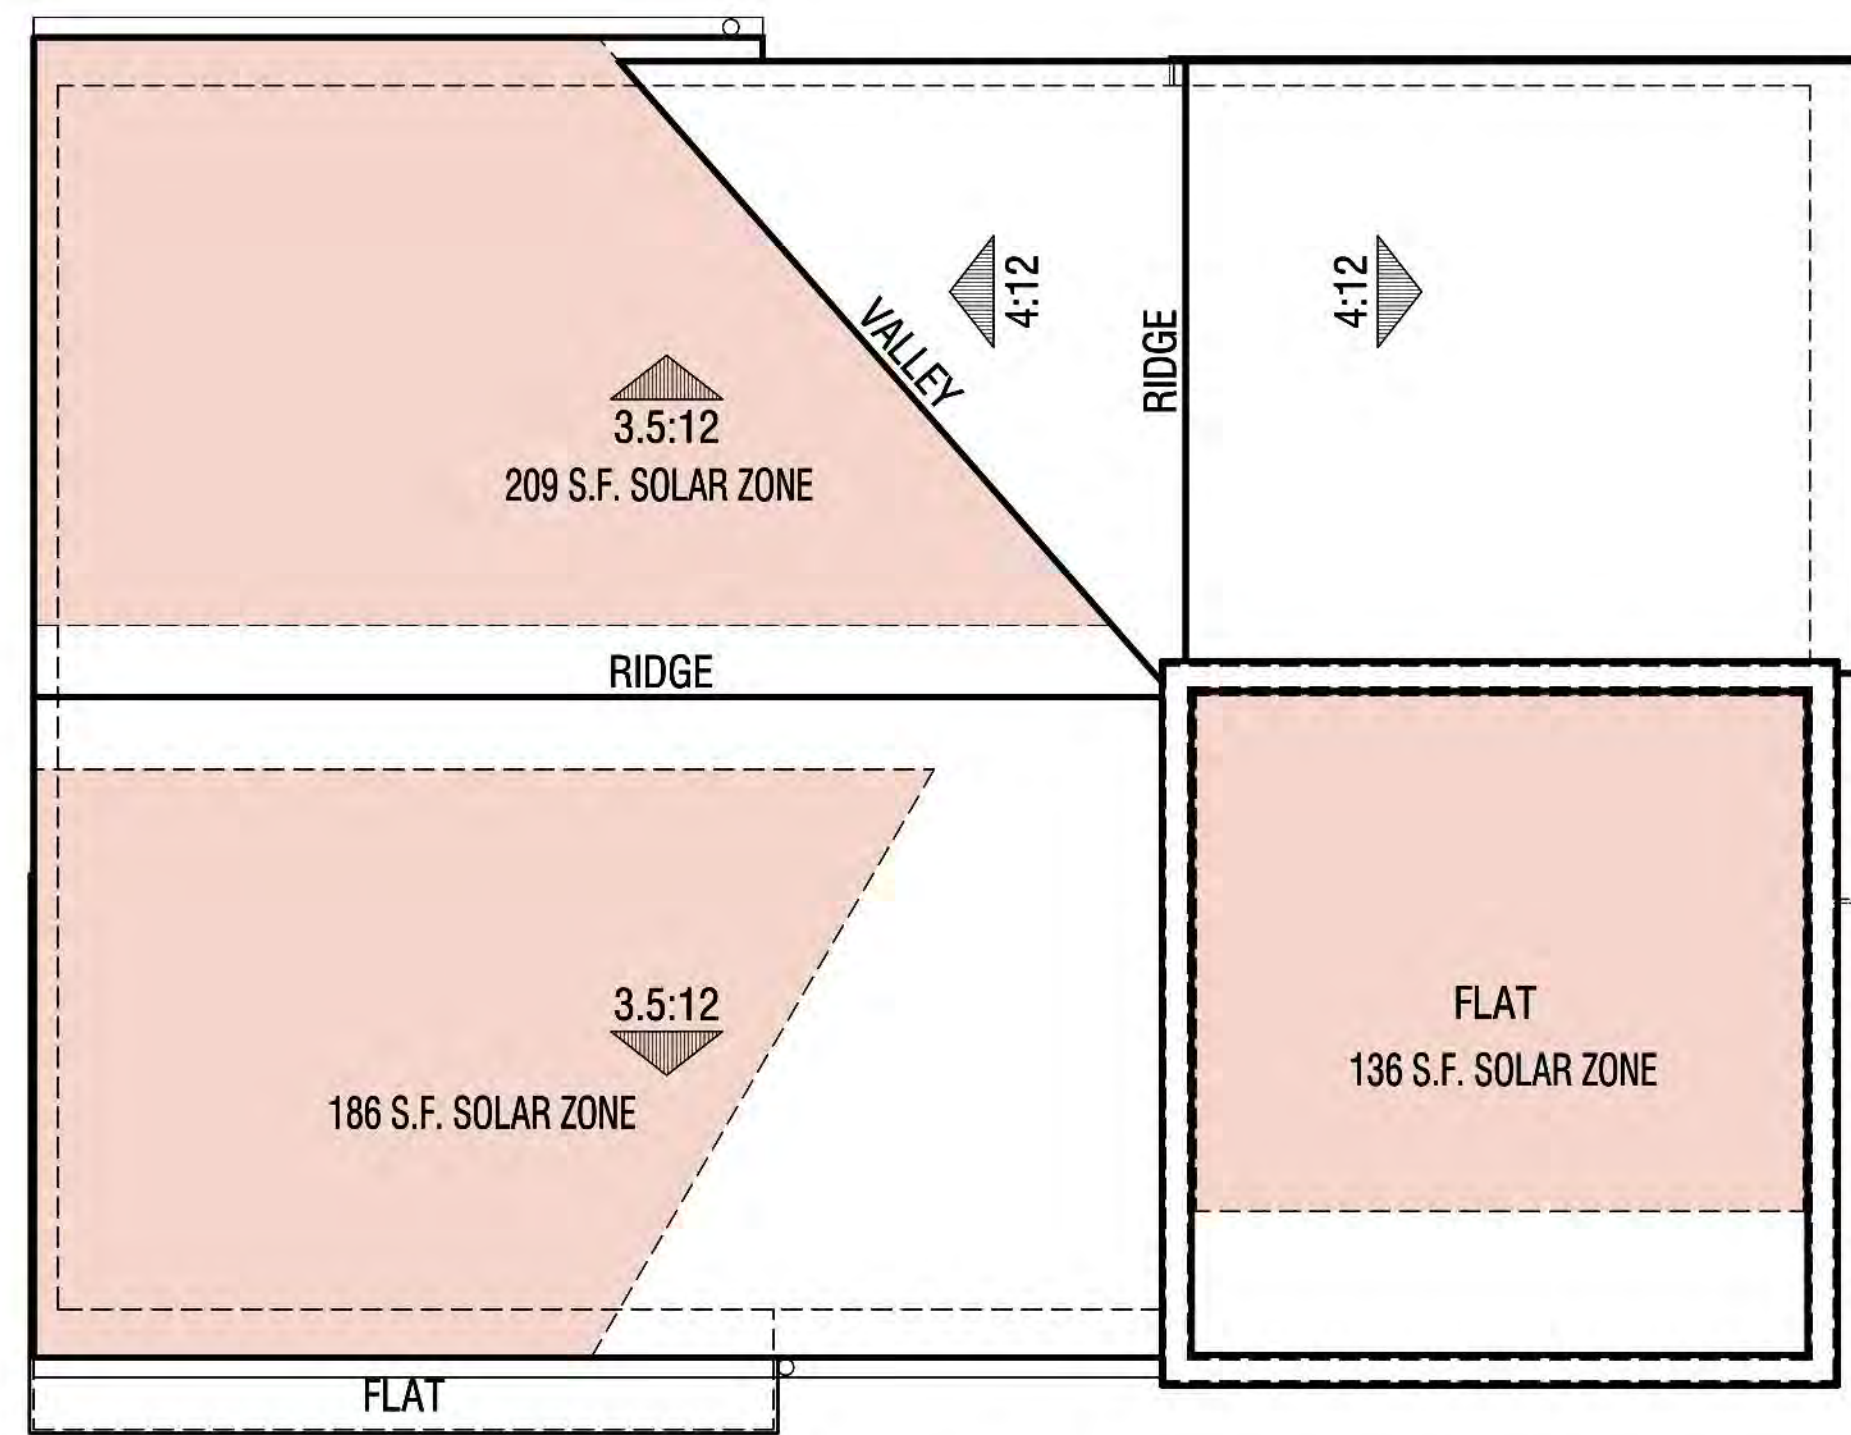 4:12
4:12
VALLEY
RIDGE
3.5:12
209 S.F. SOLAR ZONE
RIDGE
3.5:12
186 S.F. SOLAR ZONE
FLAT
136 S.F. SOLAR ZONE
FLAT